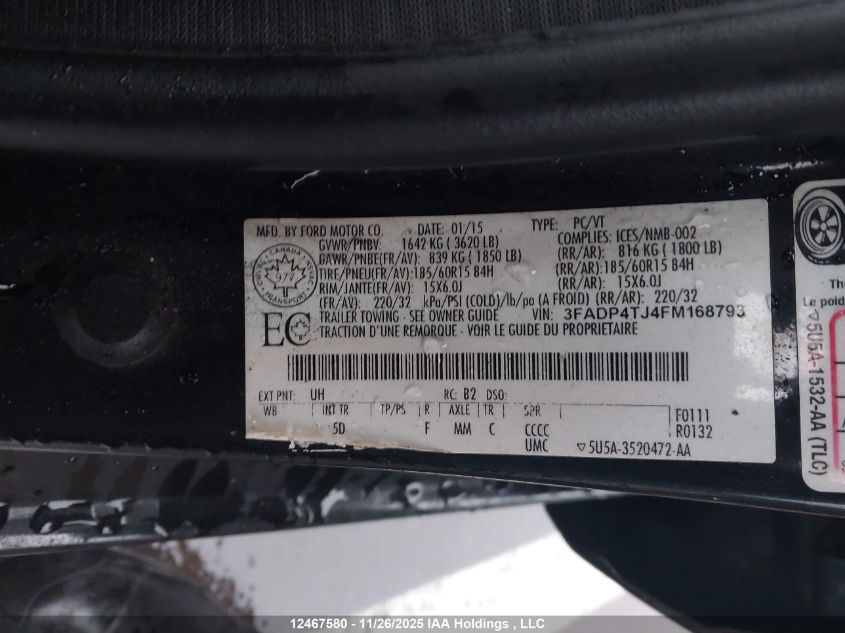 MFD. BY FORD MOTOR CO. DATE: 01/15 TYPE: PC/VT
GVWR/PNBV: 1642 KG ( 3620 LB) COMPLIES: ICES/NMB-002
GAWR/PNBE(FR/AV): 839 KG ( 1850 LB) (RR/AR): 816 KG ( 1800 LB)
TIRE/PNEU(FR/AV):185/60R15 84H (RR/AR):185/60R15 84H
RIM/JANTE(FR/AV): 15X6.0J (RR/AR): 15X6.0J
(FR/AV): 220/32 kPa/PSI (COLD)/lb/po (A FROID) (RR/AR): 220/32
TRAILER TOWING - SEE OWNER GUIDE VIN: 3FADP4TJ4FM168793
TRACTION D'UNE REMORQUE - VOIR LE GUIDE DU PROPRIETAIRE
CANADA
TRANSPORT
EC
EXT PNT: UH RC: B2 DSO:
WB INT TR TP/PS R AXLE TR SPR F0111
5D F MM C CCCC R0132
UMC ▽5U5A-3520472-AA
The
Le poid
▽5U5A-1532-AA (TLC)
12467580 - 11/26/2025 IAA Holdings , LLC